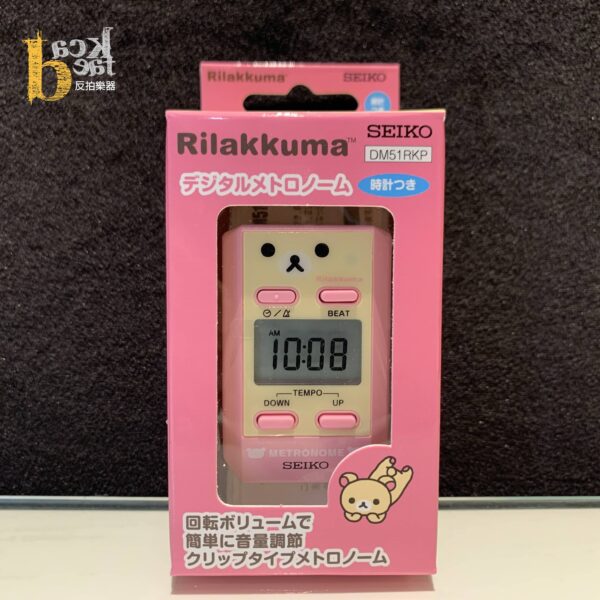 backbeat
反拍樂器
Rilakkuma SEIKO
Rilakkuma™ SEIKO
DM51RKP
デジタルメトロノーム 時計つき
Rilakkuma
BEAT
AM
10:08
TEMPO
DOWN UP
METRONOME
SEIKO
回転ボリュームで
簡単に音量調節
クリップタイプメトロノーム